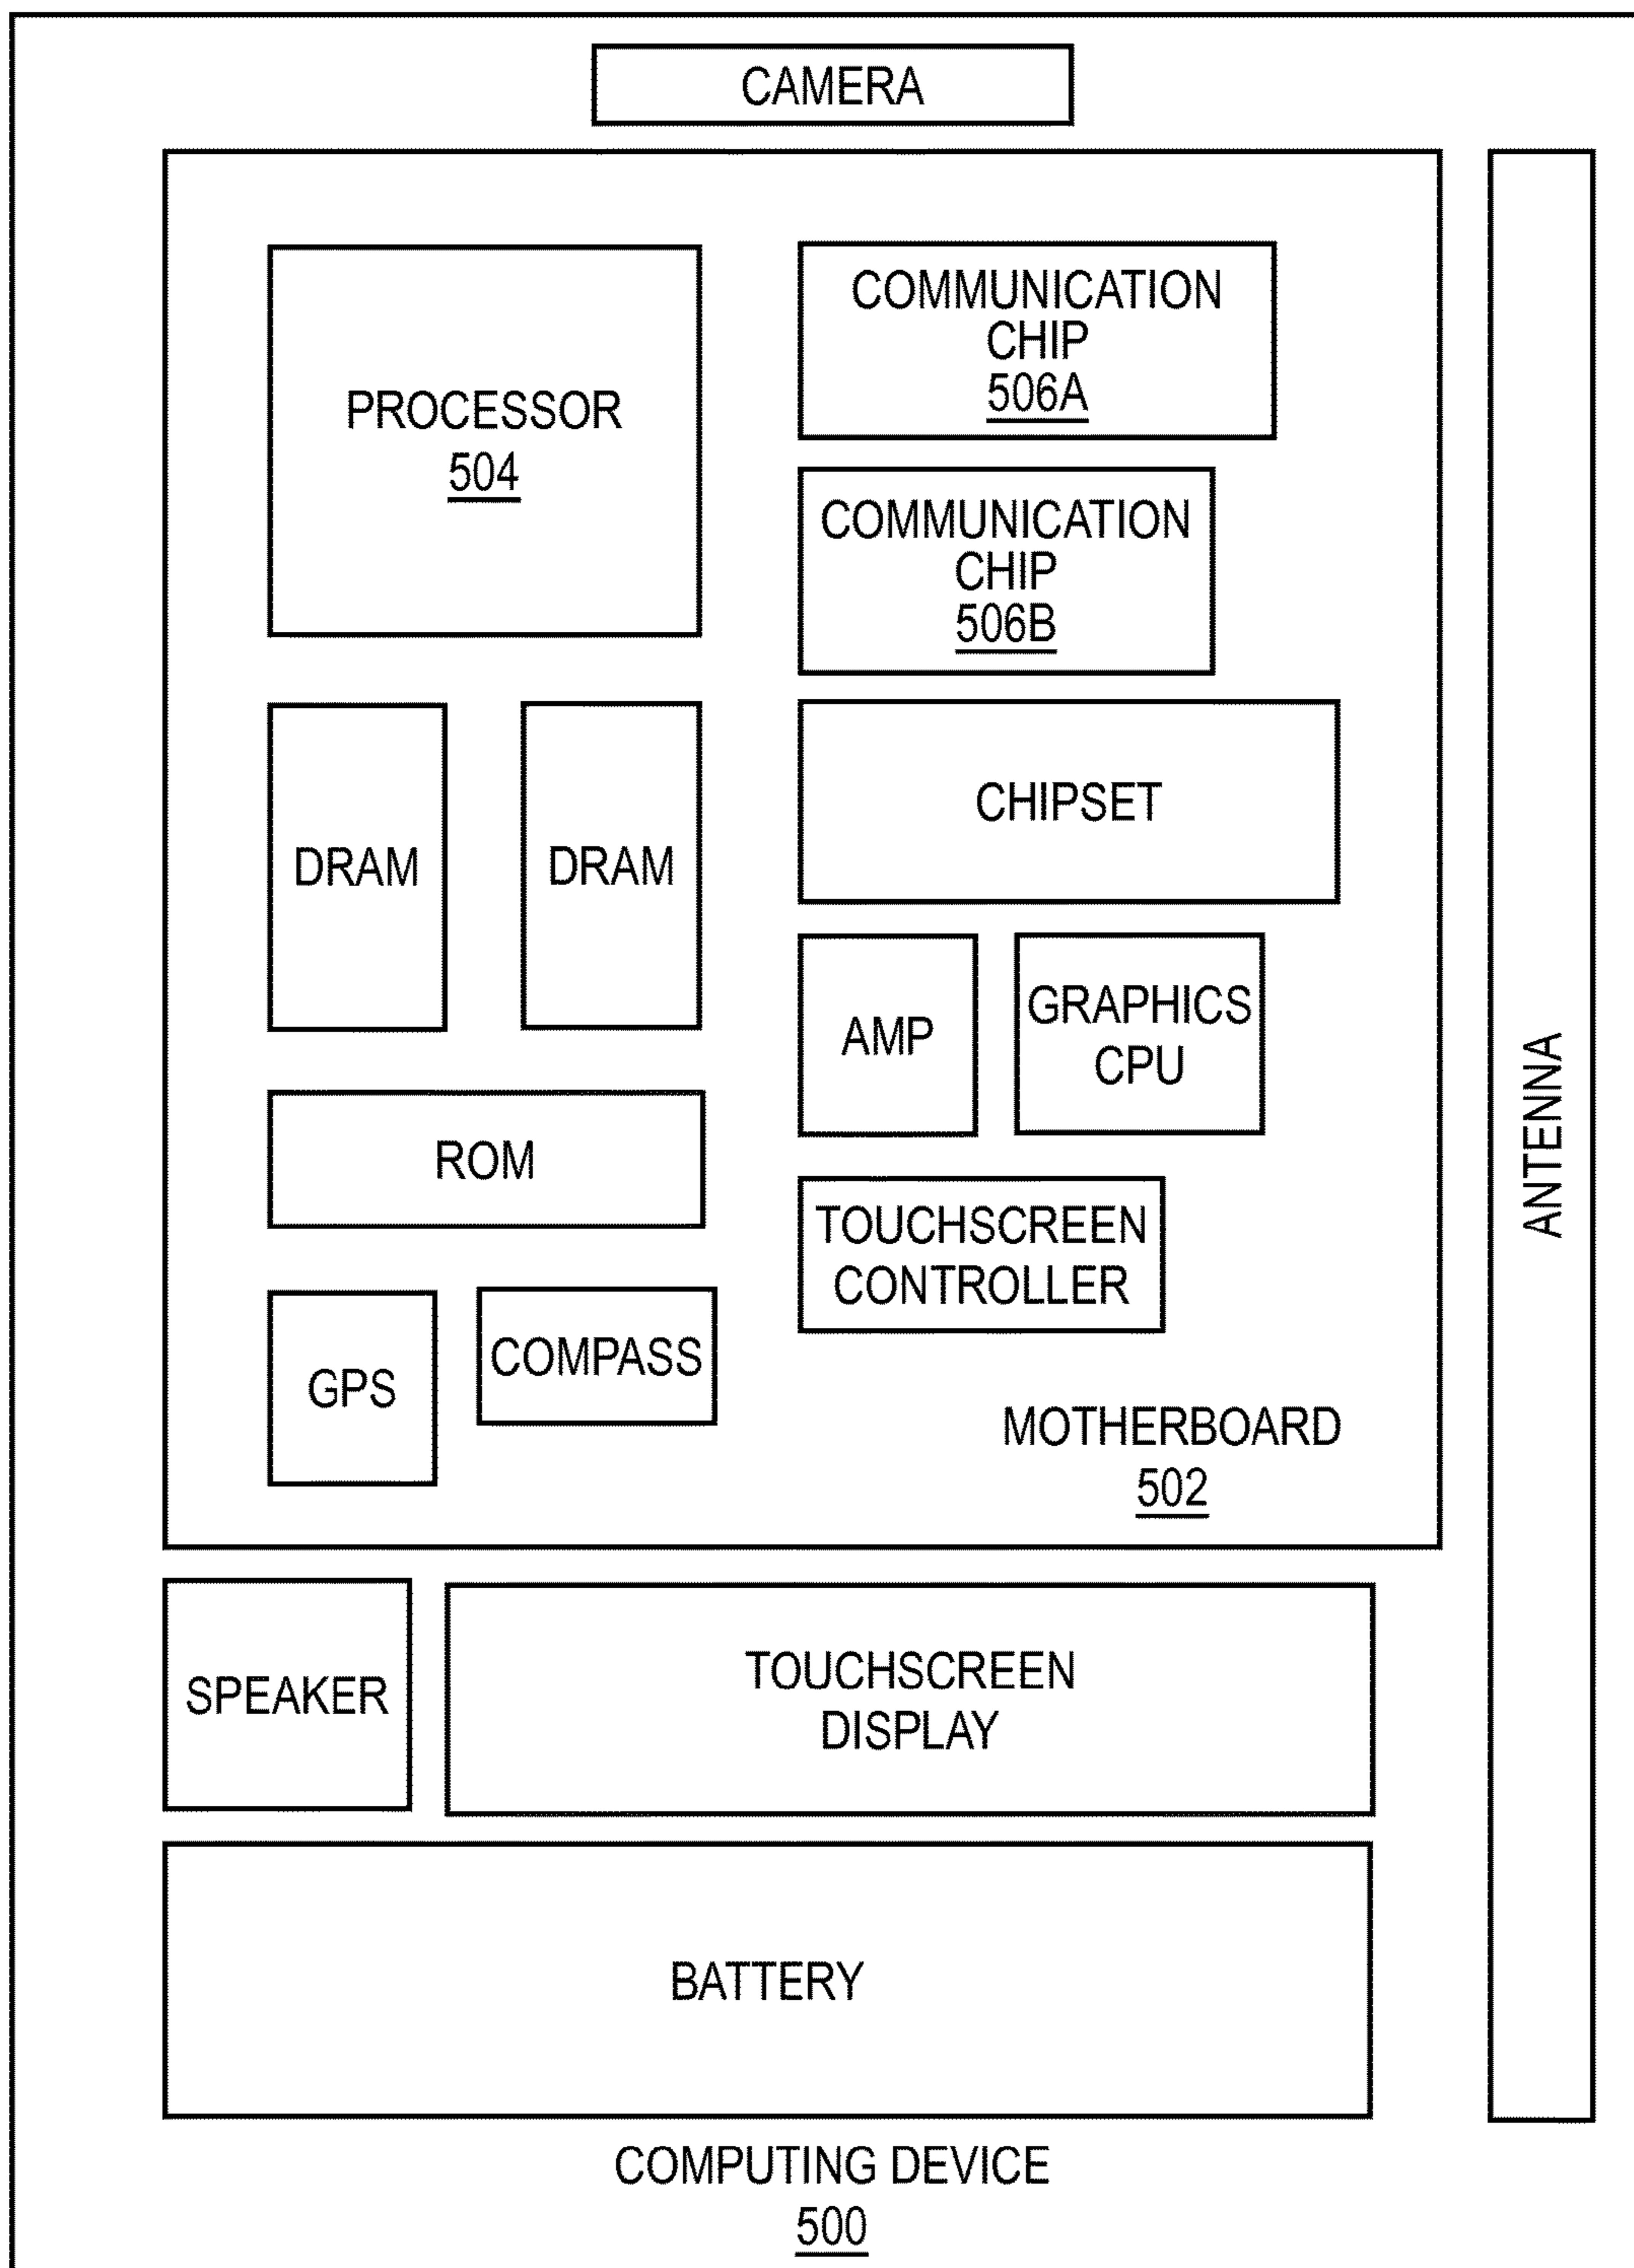 CAMERA
PROCESSOR
504
COMMUNICATION
CHIP
506A
COMMUNICATION
CHIP
506B
DRAM
DRAM
CHIPSET
AMP
GRAPHICS
CPU
ROM
TOUCHSCREEN
CONTROLLER
GPS
COMPASS
MOTHERBOARD
502
ANTENNA
SPEAKER
TOUCHSCREEN
DISPLAY
BATTERY
COMPUTING DEVICE
500